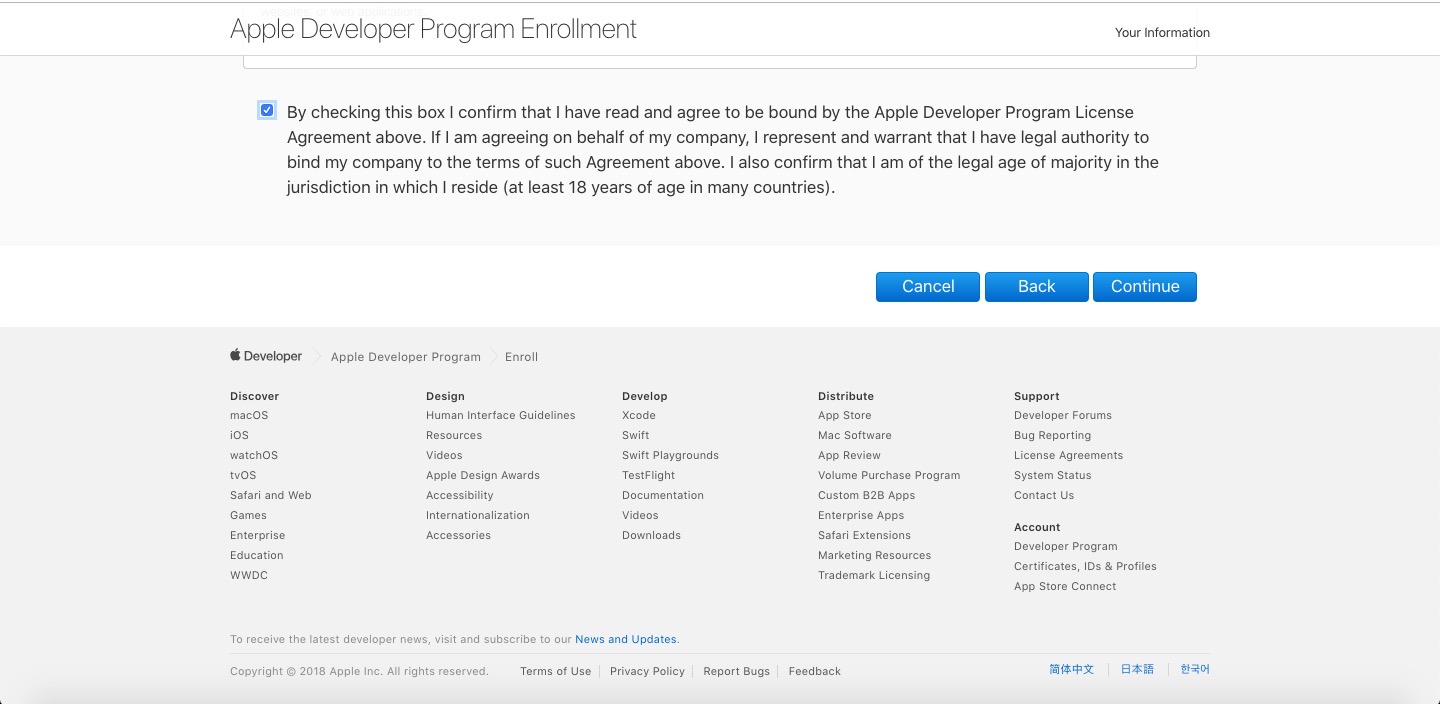 websites, or web applications.
Apple Developer Program Enrollment
Your Information
By checking this box I confirm that I have read and agree to be bound by the Apple Developer Program License
Agreement above. If I am agreeing on behalf of my company, I represent and warrant that I have legal authority to
bind my company to the terms of such Agreement above. I also confirm that I am of the legal age of majority in the
jurisdiction in which I reside (at least 18 years of age in many countries).
Cancel
Back
Continue
Developer
Apple Developer Program
Enroll
Discover
macOS
iOS
watchOS
tvOS
Safari and Web
Games
Enterprise
Education
WWDC
Design
Human Interface Guidelines
Resources
Videos
Apple Design Awards
Accessibility
Internationalization
Accessories
Develop
Xcode
Swift
Swift Playgrounds
TestFlight
Documentation
Videos
Downloads
Distribute
App Store
Mac Software
App Review
Volume Purchase Program
Custom B2B Apps
Enterprise Apps
Safari Extensions
Marketing Resources
Trademark Licensing
Support
Developer Forums
Bug Reporting
License Agreements
System Status
Contact Us
Account
Developer Program
Certificates, IDs & Profiles
App Store Connect
To receive the latest developer news, visit and subscribe to our News and Updates.
Copyright © 2018 Apple Inc. All rights reserved.
Terms of Use
Privacy Policy
Report Bugs
Feedback
简体中文
日本語
한국어